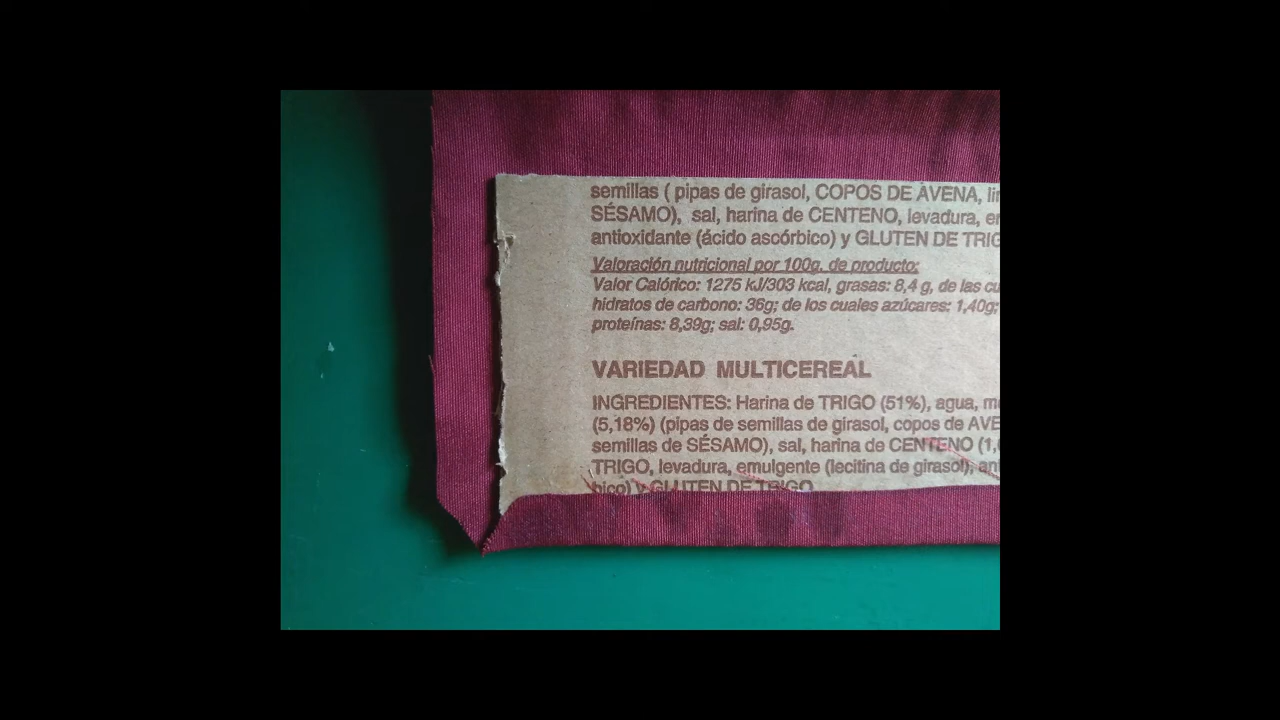 semillas ( pipas de girasol, COPOS DE AVENA,
SÉSAMO), sal, harina de CENTENO, levadura,
antioxidante (ácido ascórbico) y GLUTEN DE
Valoración nutricional por 100g. de producto:
Valor Calórico: 1275 kJ/303 kcal, grasas: 8,4 g, de las
hidratos de carbono: 36g; de los cuales azúcares: 1,40g;
proteínas: 8,39g; sal: 0,95g.
VARIEDAD MULTICEREAL
INGREDIENTES: Harina de TRIGO (51%), agua,
(5,18%) (pipas de semillas de girasol, copos de
semillas de SÉSAMO), sal, harina de CENTENO
TRIGO, levadura, emulgente (lecitina de girasol),
bico) y GLUTEN DE TRIGO